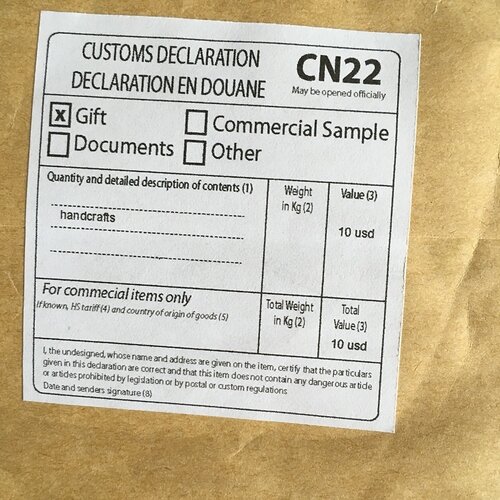 CUSTOMS DECLARATION
DECLARATION EN DOUANE
CN22
May be opened officially
x Gift
Commercial Sample
Documents
Other
Quantity and detailed description of contents (1)
Weight
in Kg (2)
Value (3)
handcrafts
10 usd
For commecial items only
If known, HS tariff (4) and country of origin of goods (5)
Total Weight
in Kg (2)
Total
Value (3)
10 usd
I, the undesigned, whose name and address are given on the item, certify that the particulars
given in this declaration are correct and that this item does not contain any dangerous article
or articles prohibited by legislation or by postal or custom regulations
Date and senders signature (8)